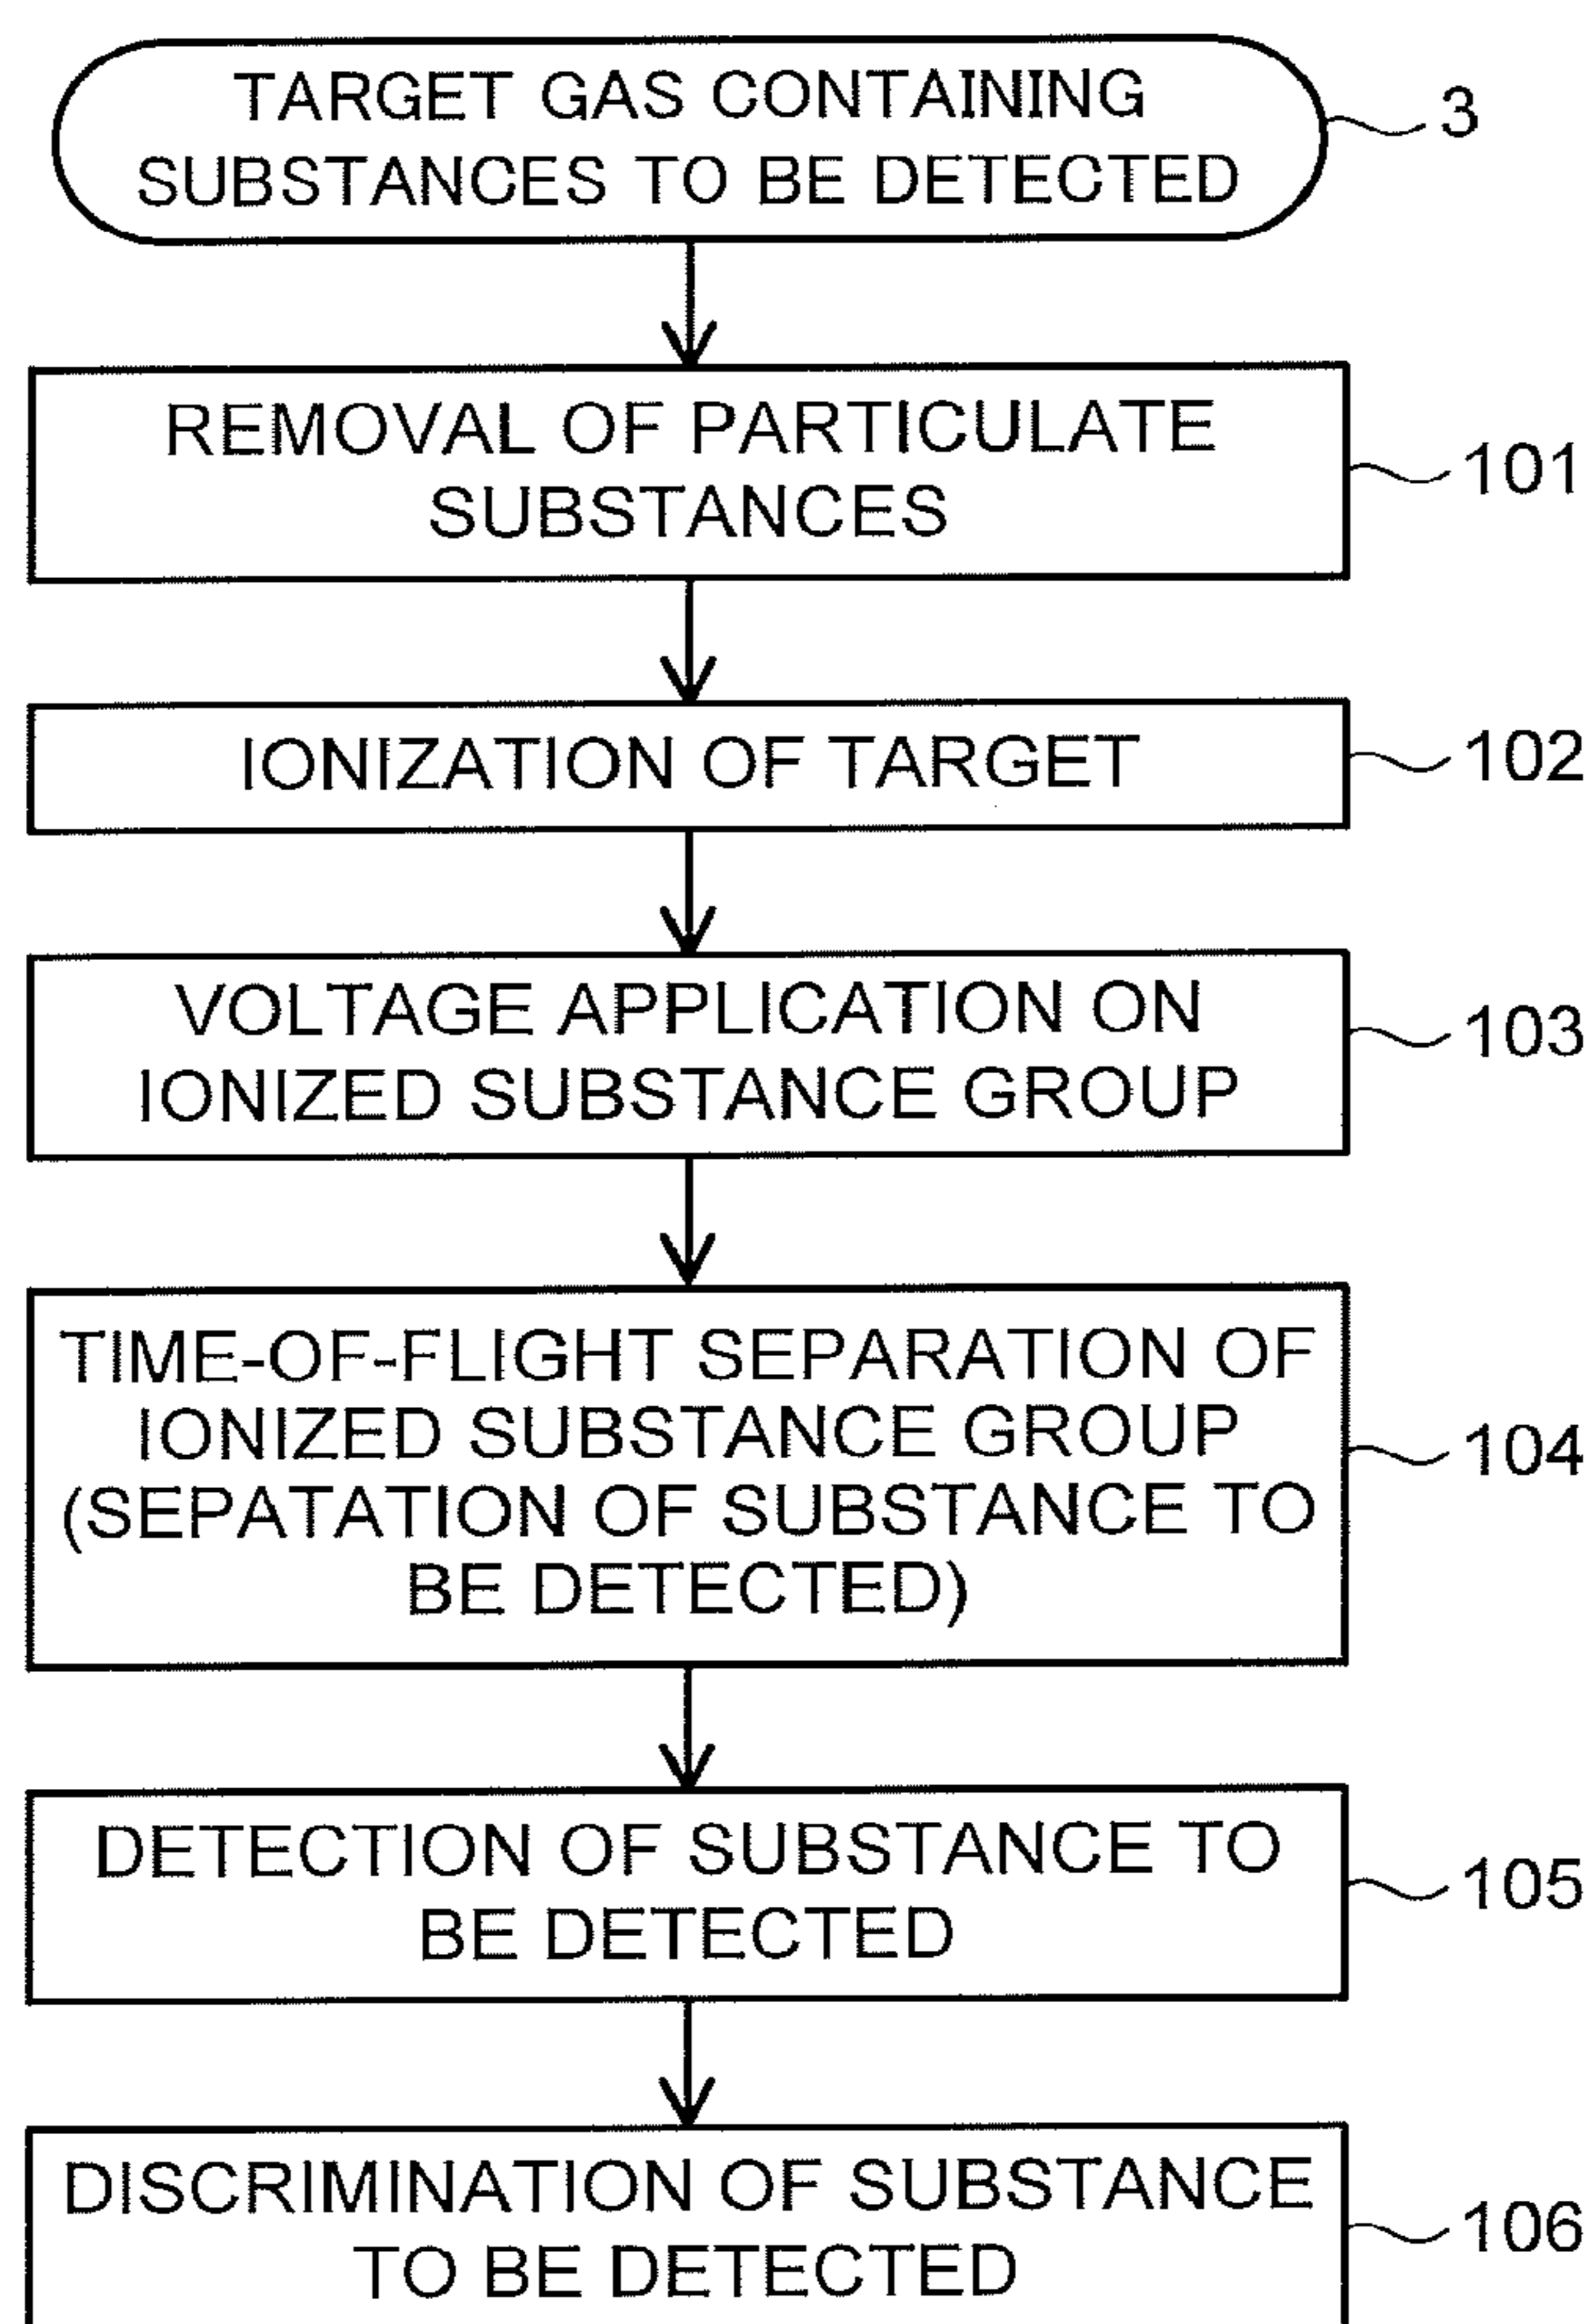 TARGET GAS CONTAINING
SUBSTANCES TO BE DETECTED
3
REMOVAL OF PARTICULATE
SUBSTANCES
101
IONIZATION OF TARGET
102
VOLTAGE APPLICATION ON
IONIZED SUBSTANCE GROUP
103
TIME-OF-FLIGHT SEPARATION OF
IONIZED SUBSTANCE GROUP
(SEPATATION OF SUBSTANCE TO
BE DETECTED)
104
DETECTION OF SUBSTANCE TO
BE DETECTED
105
DISCRIMINATION OF SUBSTANCE
TO BE DETECTED
106